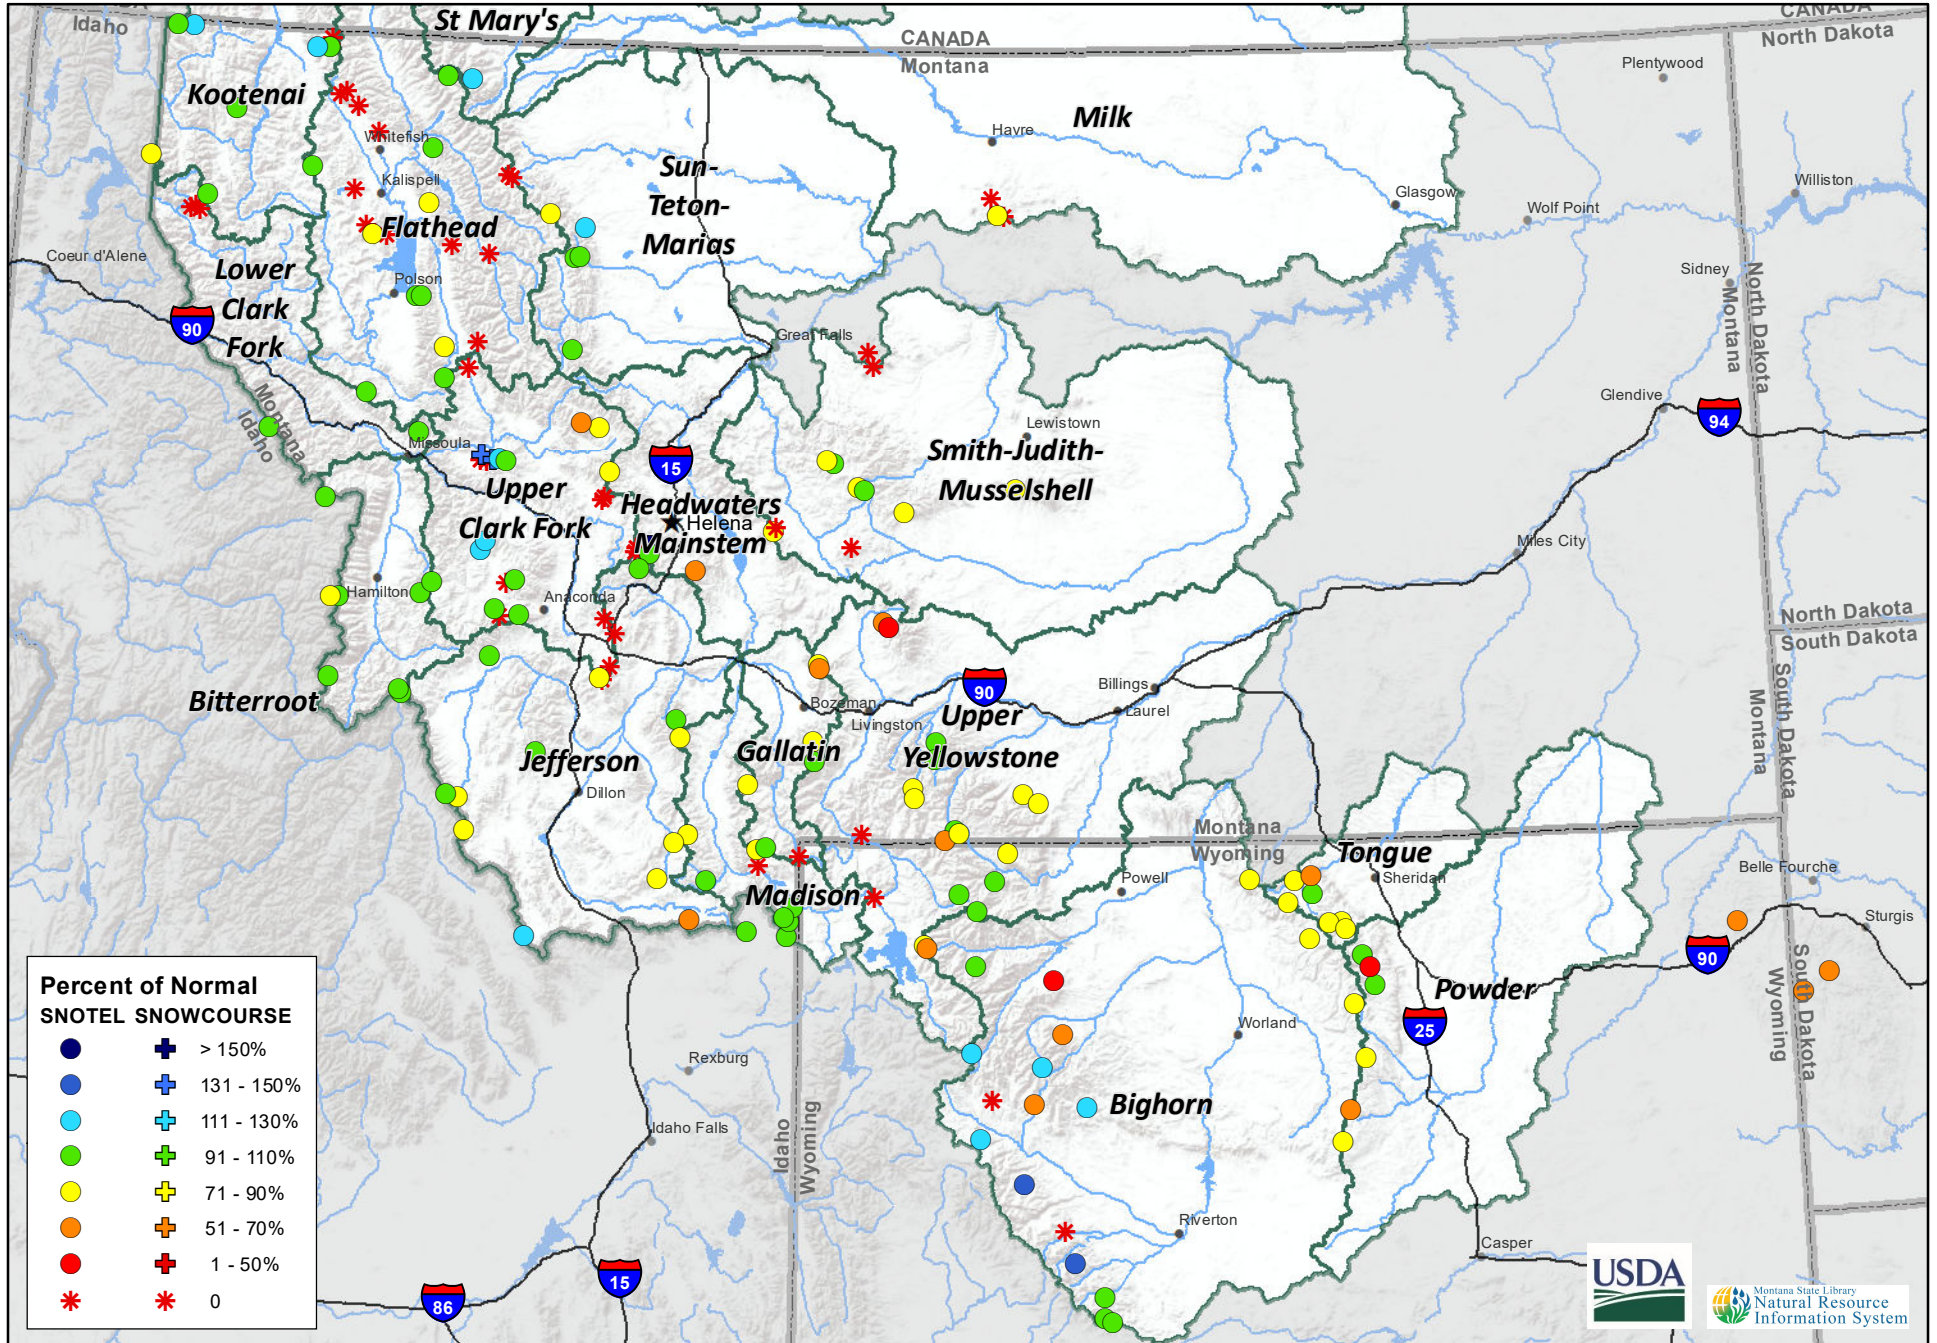 CANADA
Idaho
St Mary's
CANADA
Montana
CANADA
North Dakota
Plentywood
Kootenai
Milk
Havre
Whitefish
Kalispell
Sun-
Teton-
Marias
Glasgow
Williston
Wolf Point
Flathead
Coeur d'Alene
Lower
Clark
Fork
Polson
Sidney
Montana
North Dakota
90
Great Falls
Montana
Idaho
Missoula
Lewistown
Glendive
94
Smith-Judith-
Musselshell
15
Upper
Clark Fork
Headwaters
Mainstem
Helena
Miles City
Hamilton
Anaconda
North Dakota
South Dakota
Montana
South Dakota
Bitterroot
Bozeman
Livingston
90
Billings
Laurel
Upper
Yellowstone
Gallatin
Jefferson
Dillon
Montana
Wyoming
Tongue
Sheridan
Powell
Madison
Belle Fourche
Sturgis
90
Wyoming
South Dakota
Powder
25
Worland
Rexburg
Bighorn
Idaho Falls
Idaho
Wyoming
Riverton
Casper
15
86
Percent of Normal
SNOTEL SNOWCOURSE
> 150%
131 - 150%
111 - 130%
91 - 110%
71 - 90%
51 - 70%
1 - 50%
0
USDA
Montana State Library
Natural Resource
Information System